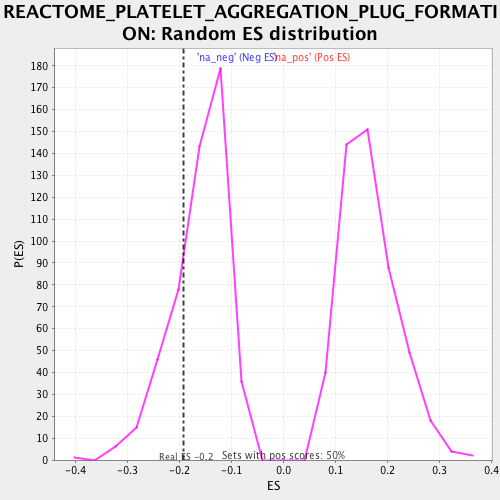 REACTOME_PLATELET_AGGREGATION_PLUG_FORMATI
ON: Random ES distribution
'na_neg' (Neg ES) 'na_pos' (Pos ES)
180
170
160
150
140
130
120
110
100
90
80
70
60
50
40
30
20
10
0
P(ES)
Real ES -0.2 Sets with pos scores: 50%
-0.4 -0.3 -0.2 -0.1 0.0 0.1 0.2 0.3 0.4
ES